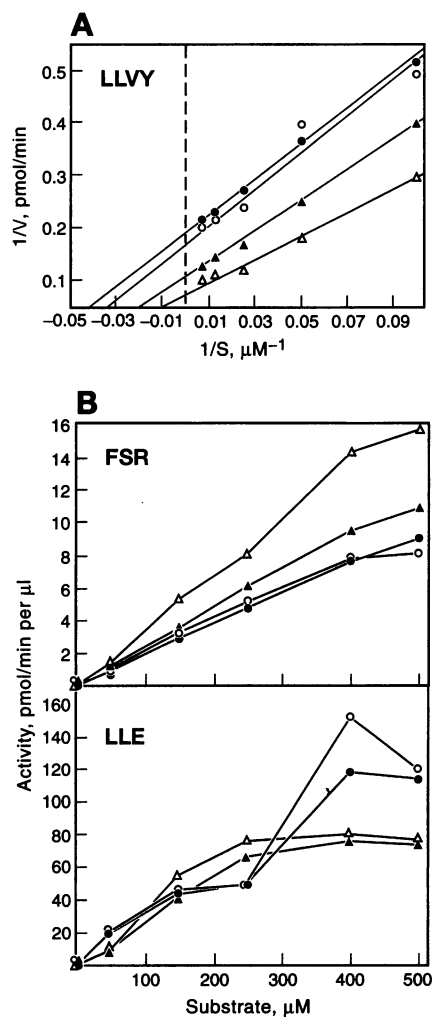 A
LLVY
0.5
0.4
0.3
0.2
0.1
1/V, pmol/min
−0.05 −0.03 −0.01 0.01 0.03 0.05 0.07 0.09
1/S, μM⁻¹
B
FSR
16
14
12
10
8
6
4
2
Activity, pmol/min per μl
LLE
160
140
120
100
80
60
40
20
100 200 300 400 500
Substrate, μM